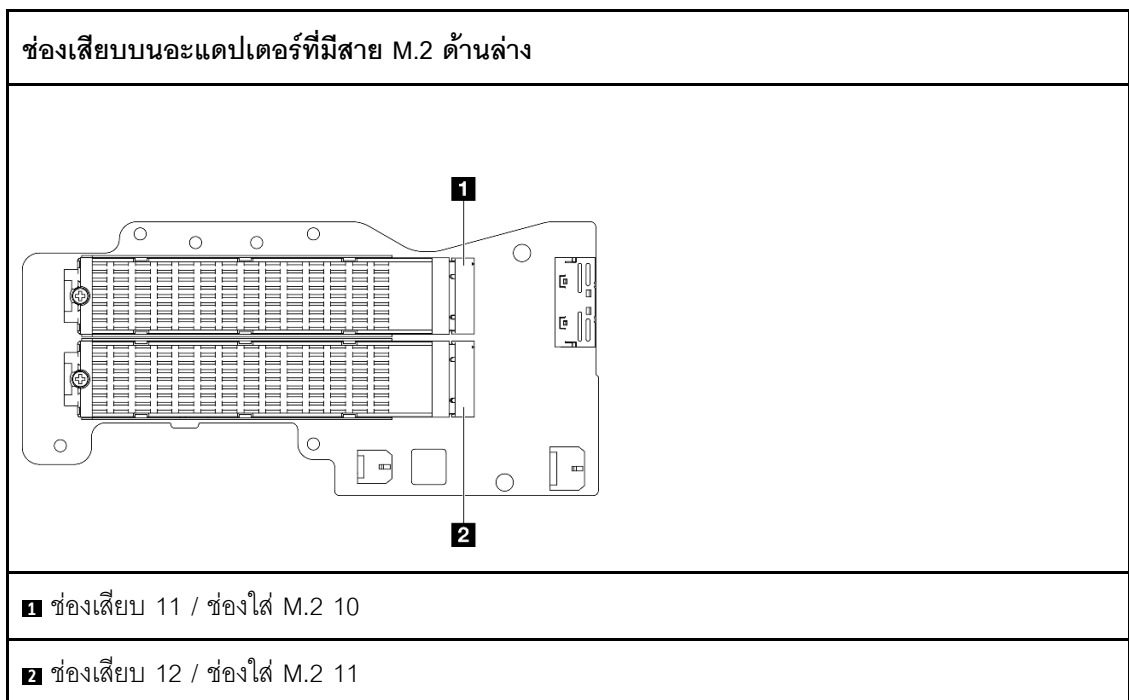 ช่องเสียบบนอะแดปเตอร์ที่มีสาย M.2 ด้านล่าง
1
2
1 ช่องเสียบ 11 / ช่องใส่ M.2 10
2 ช่องเสียบ 12 / ช่องใส่ M.2 11